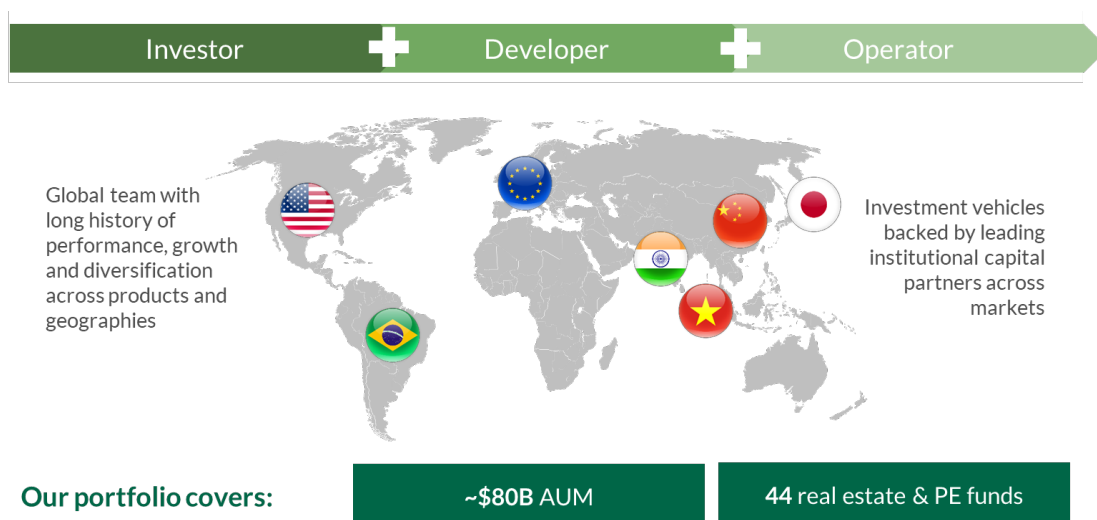 Investor
Developer
Operator
Global team with
long history of
performance, growth
and diversification
across products and
geographies
Investment vehicles
backed by leading
institutional capital
partners across
markets
Our portfolio covers:
~$80B AUM
44 real estate & PE funds